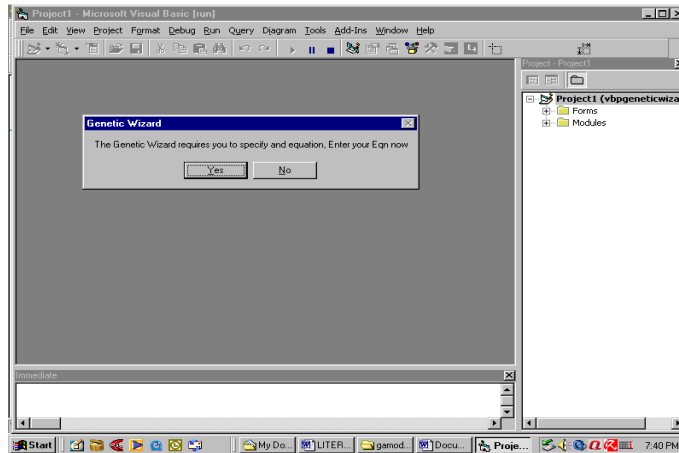 Project1 - Microsoft Visual Basic [run]
File Edit View Project Format Debug Run Query Diagram Tools Add-Ins Window Help
Project - Project1
Project1 (vbpgeneticwiza
Forms
Modules
Genetic Wizard
The Genetic Wizard requires you to specify and equation, Enter your Eqn now
Yes No
Immediate
Start My Do... LITER... gamod... Docu... Proje... 7:40 PM